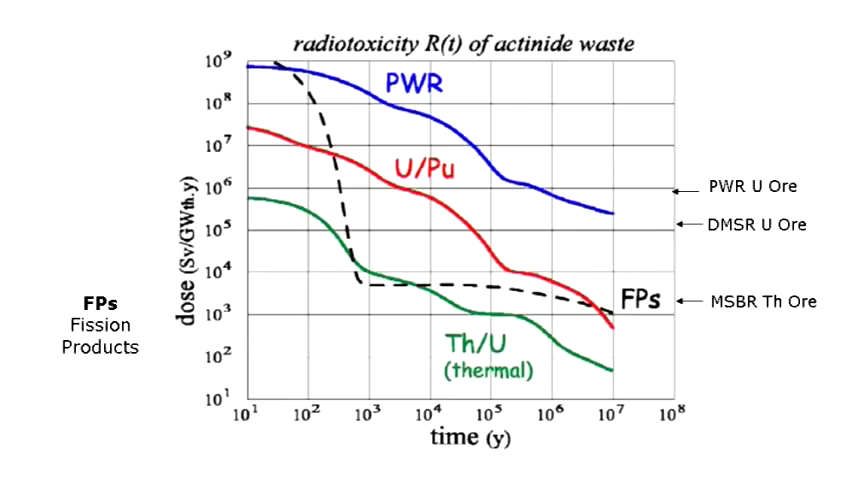 radiotoxicity R(t) of actinide waste
10⁹
10⁸
10⁷
10⁶
10⁵
10⁴
10³
10²
10¹
dose (Sv/GWth.y)
PWR
U/Pu
Th/U
(thermal)
FPs
PWR U Ore
DMSR U Ore
MSBR Th Ore
FPs
Fission
Products
10¹ 10² 10³ 10⁴ 10⁵ 10⁶ 10⁷ 10⁸
time (y)